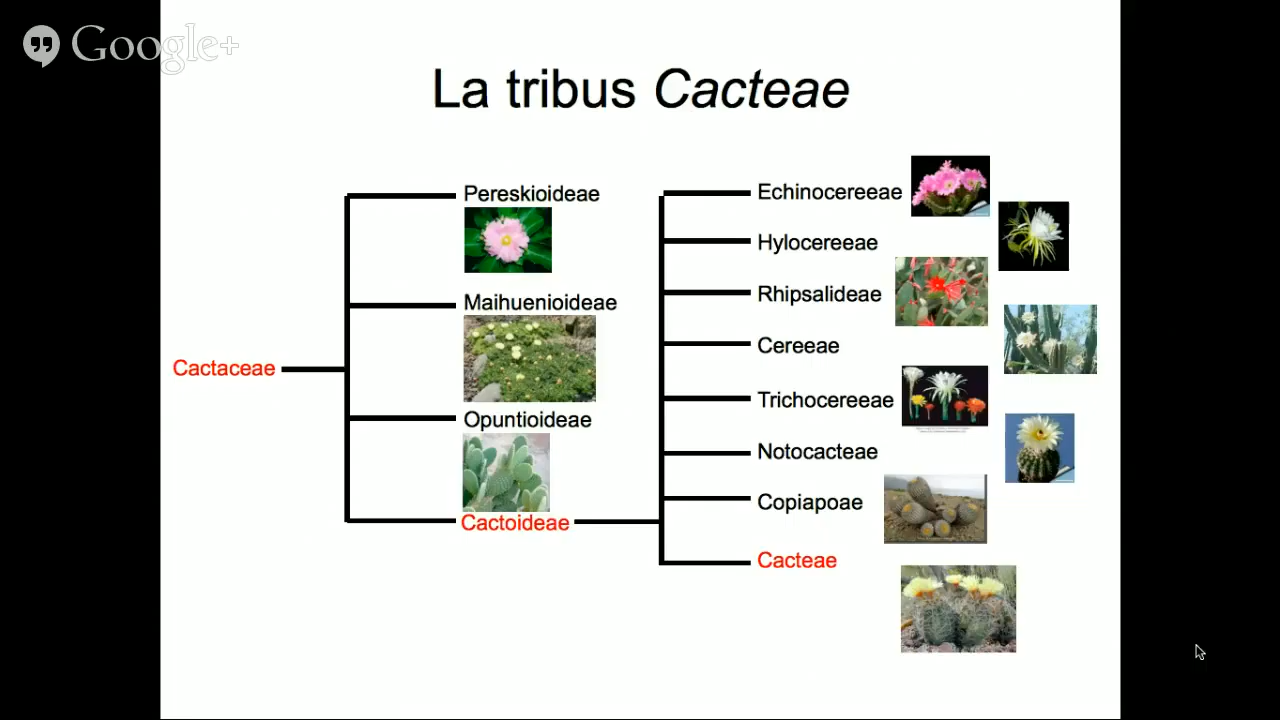 Google+
La tribus Cacteae
Cactaceae
Pereskioideae
Maihuenioideae
Opuntioideae
Cactoideae
Echinocereeae
Hylocereeae
Rhipsalideae
Cereeae
Trichocereeae
Notocacteae
Copiapoae
Cacteae